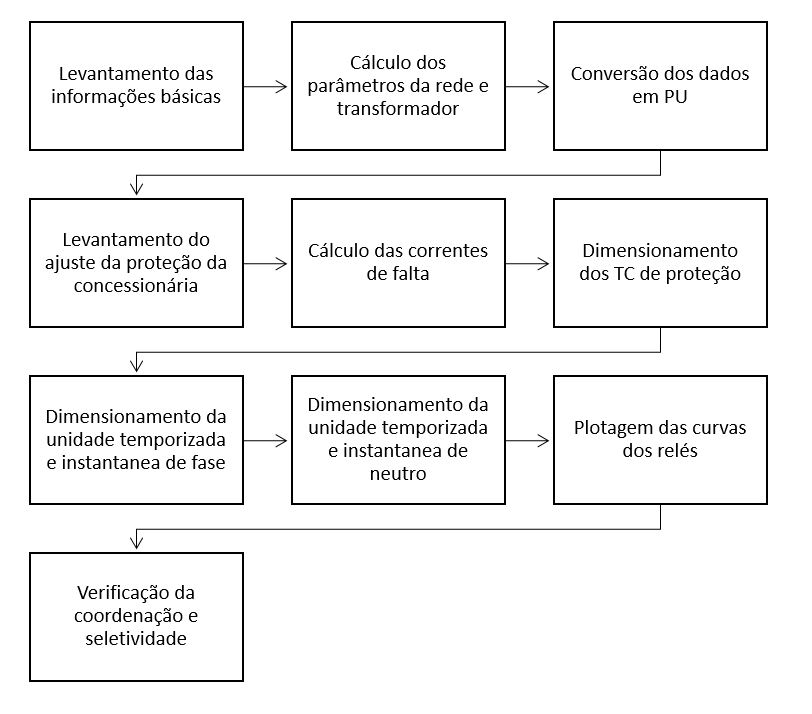 Levantamento das
informações básicas
Cálculo dos
parâmetros da rede e
transformador
Conversão dos dados
em PU
Levantamento do
ajuste da proteção da
concessionária
Cálculo das correntes
de falta
Dimensionamento
dos TC de proteção
Dimensionamento da
unidade temporizada
e instantanea de fase
Dimensionamento da
unidade temporizada
e instantanea de
neutro
Plotagem das curvas
dos relés
Verificação da
coordenação e
seletividade